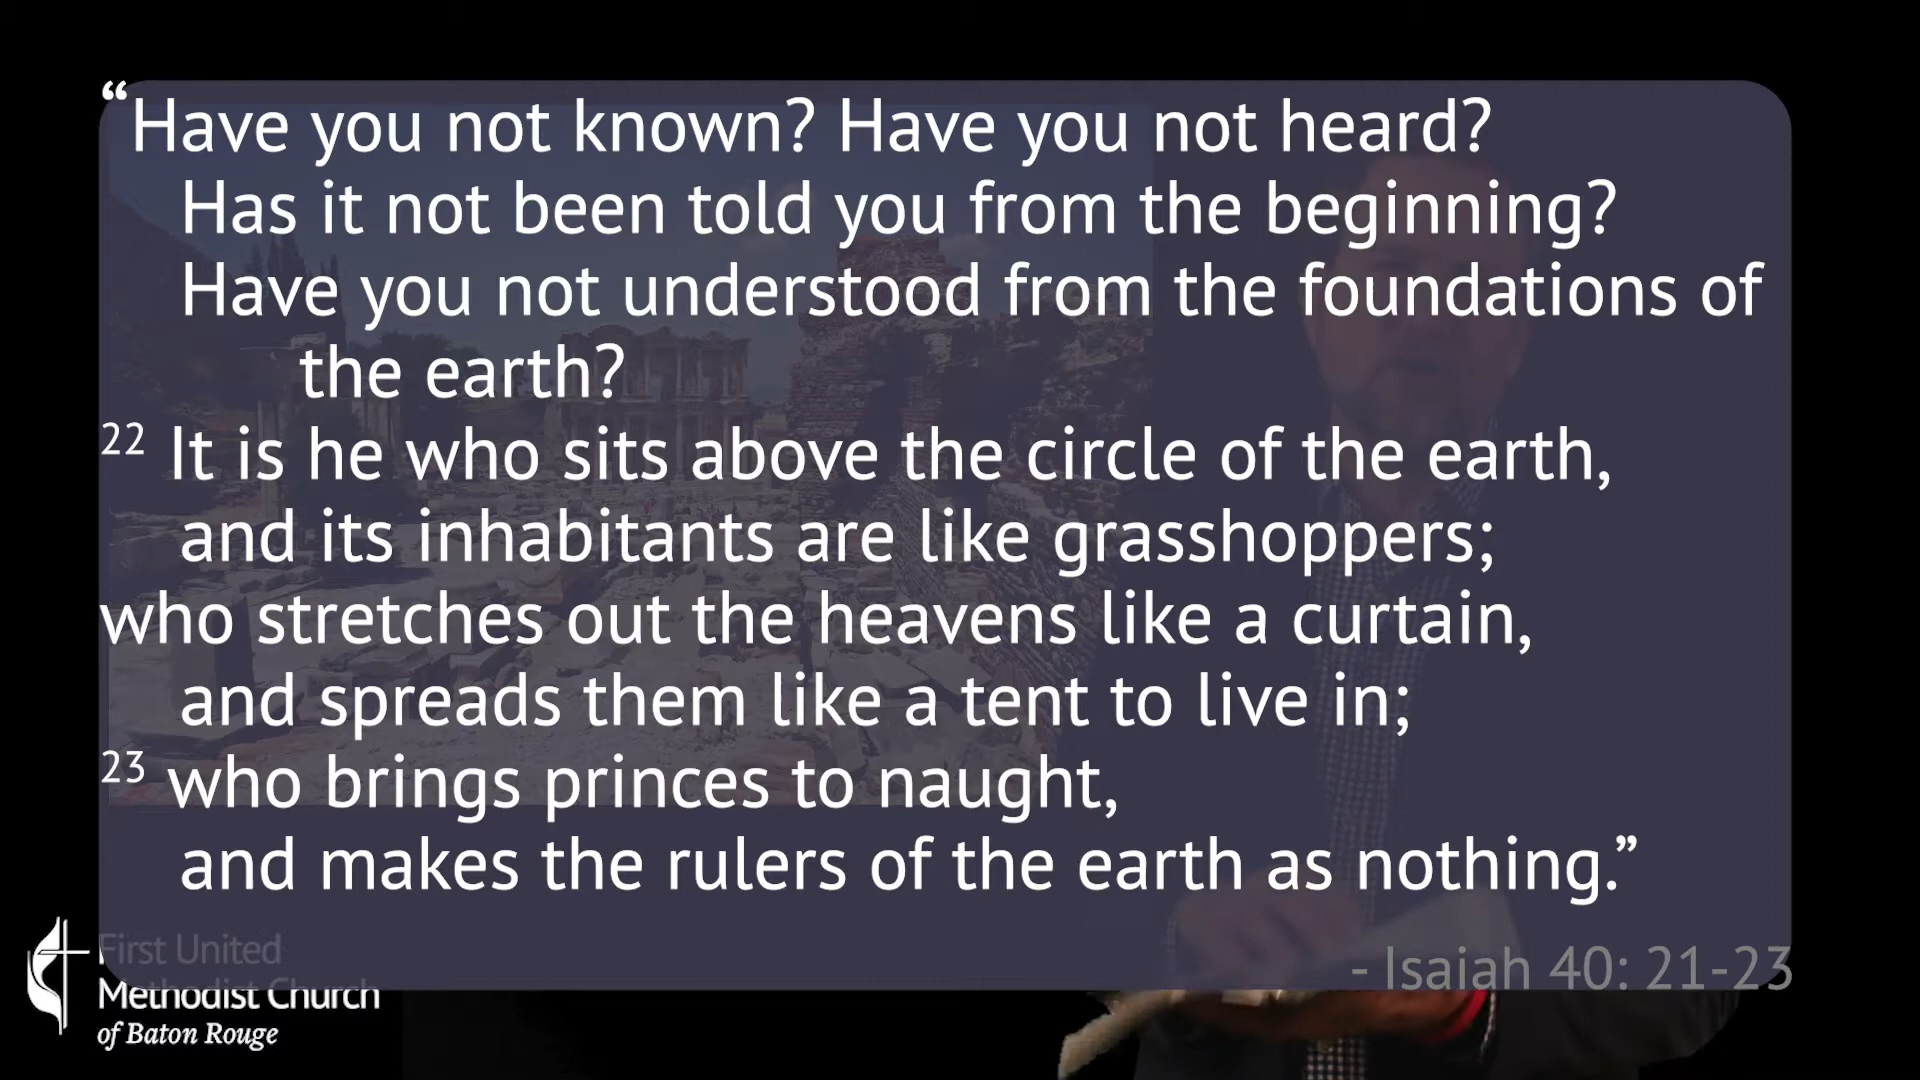 “Have you not known? Have you not heard?
Has it not been told you from the beginning?
Have you not understood from the foundations of
the earth?
22 It is he who sits above the circle of the earth,
and its inhabitants are like grasshoppers;
who stretches out the heavens like a curtain,
and spreads them like a tent to live in;
23 who brings princes to naught,
and makes the rulers of the earth as nothing.”
- Isaiah 40: 21-23
First United
Methodist Church
of Baton Rouge